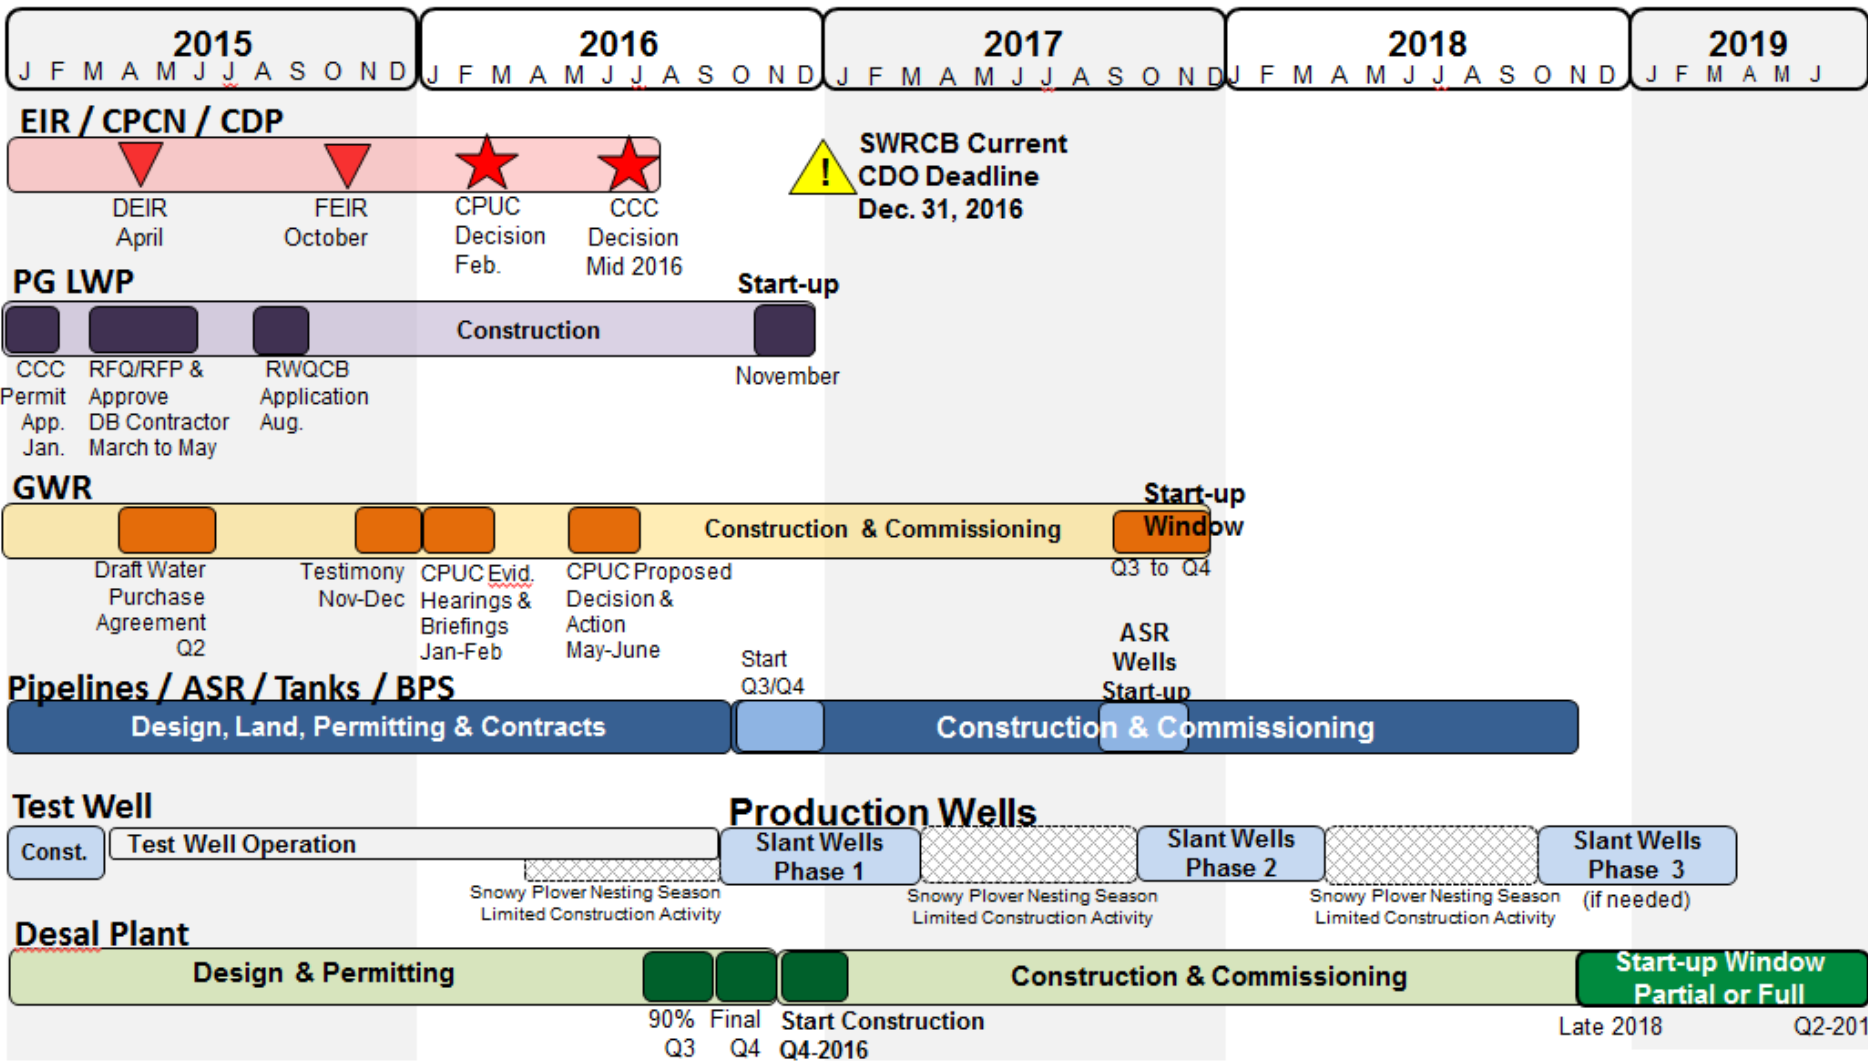 2015
2016
2017
2018
2019
J F M A M J J A S O N D
J F M A M J J A S O N D
J F M A M J J A S O N D
J F M A M J J A S O N D
J F M A M J
EIR / CPCN / CDP
DEIR
April
FEIR
October
CPUC
Decision
Feb.
CCC
Decision
Mid 2016
!
SWRCB Current
CDO Deadline
Dec. 31, 2016
PG LWP
Start-up
Construction
CCC
Permit
App.
Jan.
RFQ/RFP &
Approve
DB Contractor
March to May
RWQCB
Application
Aug.
November
GWR
Start-up
Window
Construction & Commissioning
Draft Water
Purchase
Agreement
Q2
Testimony
Nov-Dec
CPUC Evid.
Hearings &
Briefings
Jan-Feb
CPUC Proposed
Decision &
Action
May-June
Q3 to Q4
Pipelines / ASR / Tanks / BPS
Start
Q3/Q4
ASR
Wells
Start-up
Design, Land, Permitting & Contracts
Construction & Commissioning
Test Well
Production Wells
Const.
Test Well Operation
Slant Wells
Phase 1
Slant Wells
Phase 2
Slant Wells
Phase 3
(if needed)
Snowy Plover Nesting Season
Limited Construction Activity
Snowy Plover Nesting Season
Limited Construction Activity
Snowy Plover Nesting Season
Limited Construction Activity
Desal Plant
Design & Permitting
Construction & Commissioning
Start-up Window
Partial or Full
90%
Q3
Final
Q4
Start Construction
Q4-2016
Late 2018
Q2-201